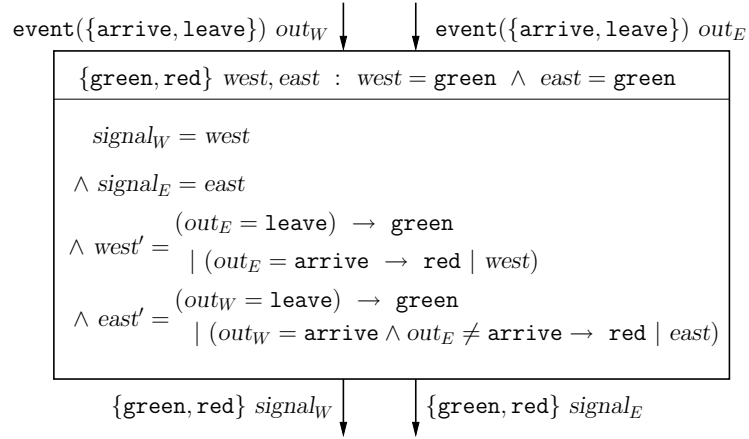 event({arrive, leave}) out_W event({arrive, leave}) out_E
{green, red} west, east : west = green ∧ east = green
signal_W = west
∧ signal_E = east
(out_E = leave) → green
∧ west′ =
| (out_E = arrive → red | west)
(out_W = leave) → green
∧ east′ =
| (out_W = arrive ∧ out_E ≠ arrive → red | east)
{green, red} signal_W {green, red} signal_E